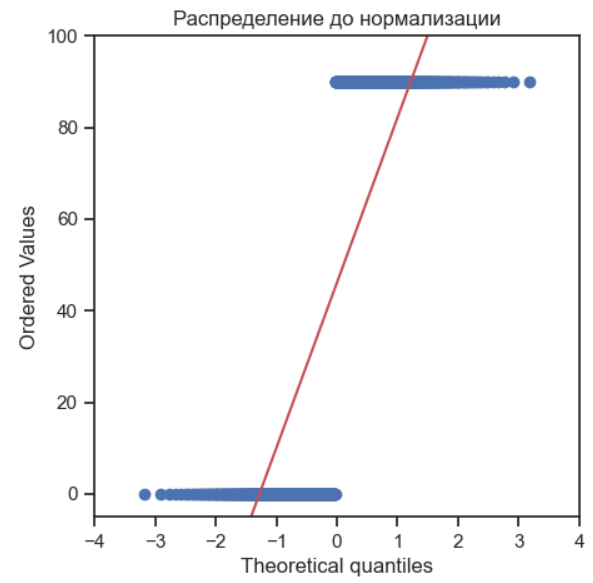 Распределение до нормализации
100
80
60
40
20
0
Ordered Values
−4 −3 −2 −1 0 1 2 3 4
Theoretical quantiles